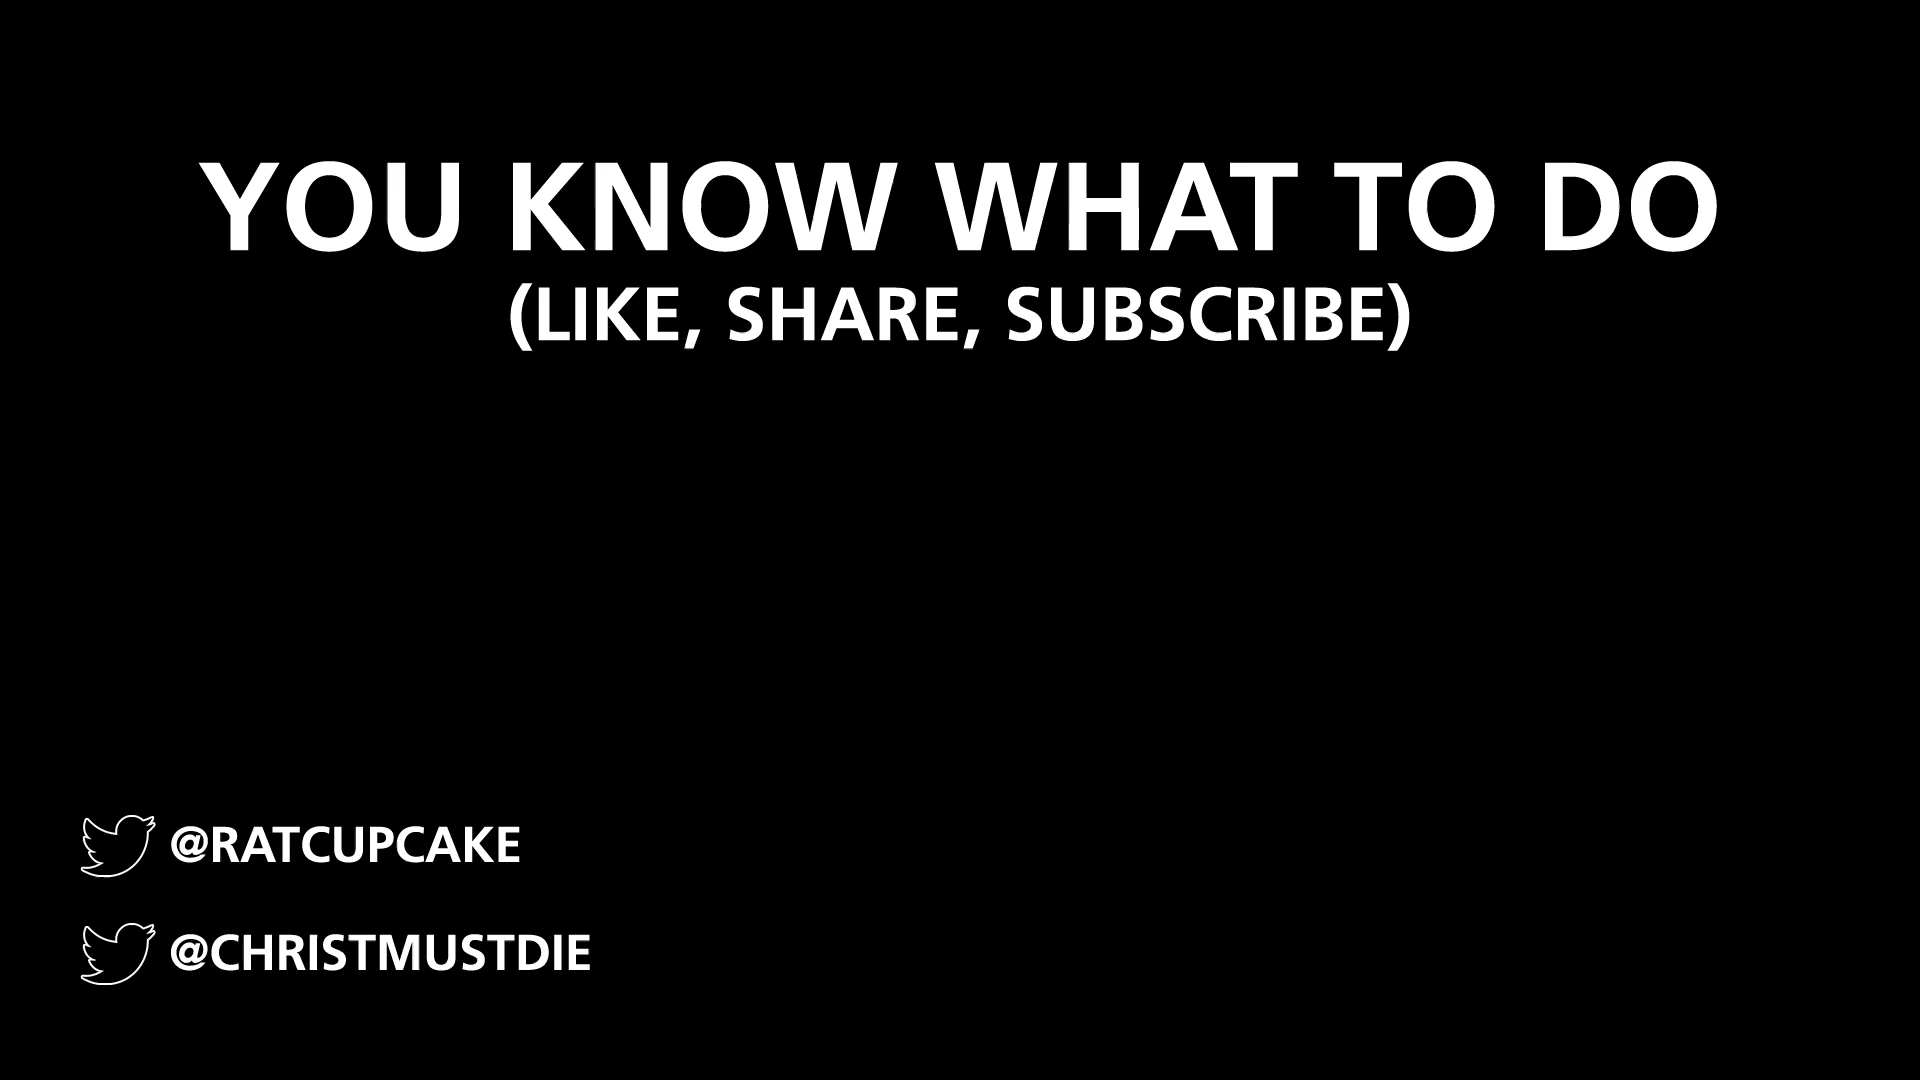 YOU KNOW WHAT TO DO
(LIKE, SHARE, SUBSCRIBE)
@RATCUPCAKE
@CHRISTMUSTDIE